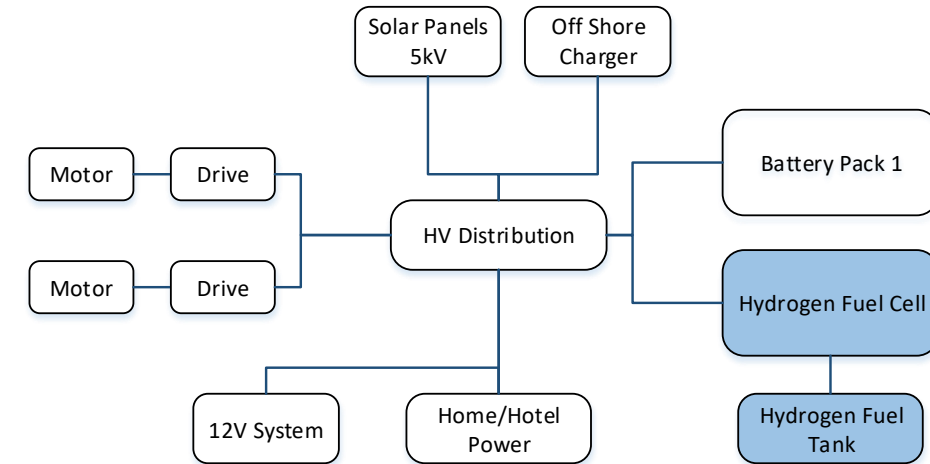 Solar Panels
5kV
Off Shore
Charger
Motor
Drive
Battery Pack 1
HV Distribution
Motor
Drive
Hydrogen Fuel Cell
12V System
Home/Hotel
Power
Hydrogen Fuel
Tank